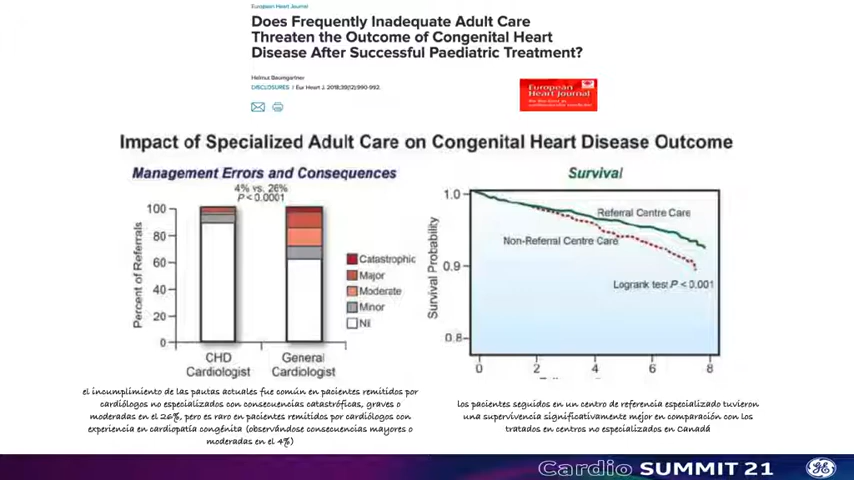 European Heart Journal
Does Frequently Inadequate Adult Care
Threaten the Outcome of Congenital Heart
Disease After Successful Paediatric Treatment?
Helmut Baumgartner
DISCLOSURES / Eur Heart J. 2018;39(12):990-992.
European
Heart Journal
Impact of Specialized Adult Care on Congenital Heart Disease Outcome
Management Errors and Consequences
4% vs. 26%
P<0.0001
Percent of Referrals
100
80
60
40
20
0
CHD
Cardiologist
General
Cardiologist
Catastrophic
Major
Moderate
Minor
Nil
Survival
Survival Probability
1.0
0.9
0.8
Referral Centre Care
Non-Referral Centre Care
Logrank test P < 0.001
0 2 4 6 8
el incumplimiento de las pautas actuales fue común en pacientes remitidos por
cardiólogos no especializados con consecuencias catastróficas, graves o
moderadas en el 26%, pero es raro en pacientes remitidos por cardiólogos con
experiencia en cardiopatía congénita (observándose consecuencias mayores o
moderadas en el 4%)
los pacientes seguidos en un centro de referencia especializado tuvieron
una supervivencia significativamente mejor en comparación con los
tratados en centros no especializados en Canadá
Cardio SUMMIT 21